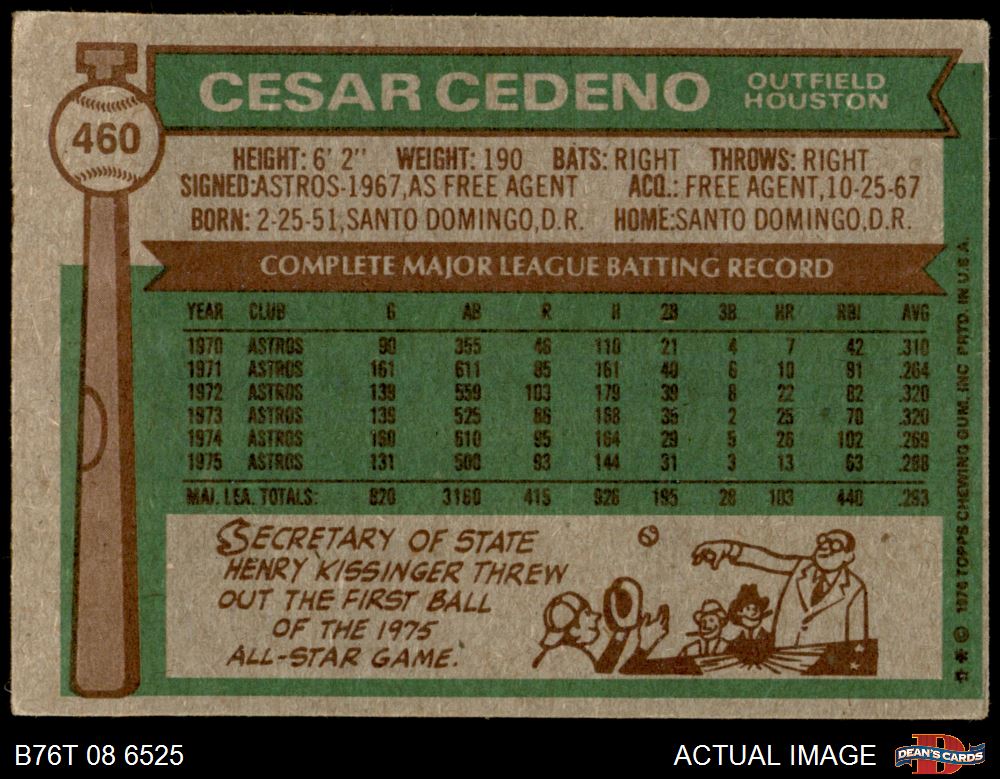 CESAR CEDENO
OUTFIELD
HOUSTON
460
HEIGHT: 6' 2" WEIGHT: 190 BATS: RIGHT THROWS: RIGHT
SIGNED:ASTROS-1967,AS FREE AGENT ACQ.: FREE AGENT,10-25-67
BORN: 2-25-51,SANTO DOMINGO,D.R. HOME:SANTO DOMINGO,D.R.
COMPLETE MAJOR LEAGUE BATTING RECORD
YEAR CLUB G AB R H 2B 3B HR RBI AVG
1970 ASTROS 90 355 46 110 21 4 7 42 .310
1971 ASTROS 161 611 85 161 40 6 10 81 .264
1972 ASTROS 139 559 103 179 39 8 22 82 .320
1973 ASTROS 139 525 86 168 35 2 25 70 .320
1974 ASTROS 160 610 95 164 29 5 26 102 .269
1975 ASTROS 131 500 93 144 31 3 13 63 .288
MAJ. LEA. TOTALS: 820 3160 926 195 28 103 440 .293
SECRETARY OF STATE
HENRY KISSINGER THREW
OUT THE FIRST BALL
OF THE 1975
ALL-STAR GAME.
✶ ✶ © 1976 TOPPS CHEWING GUM, INC PRTD. IN U.S.A.
B76T 08 6525
ACTUAL IMAGE
DEAN'S CARDS